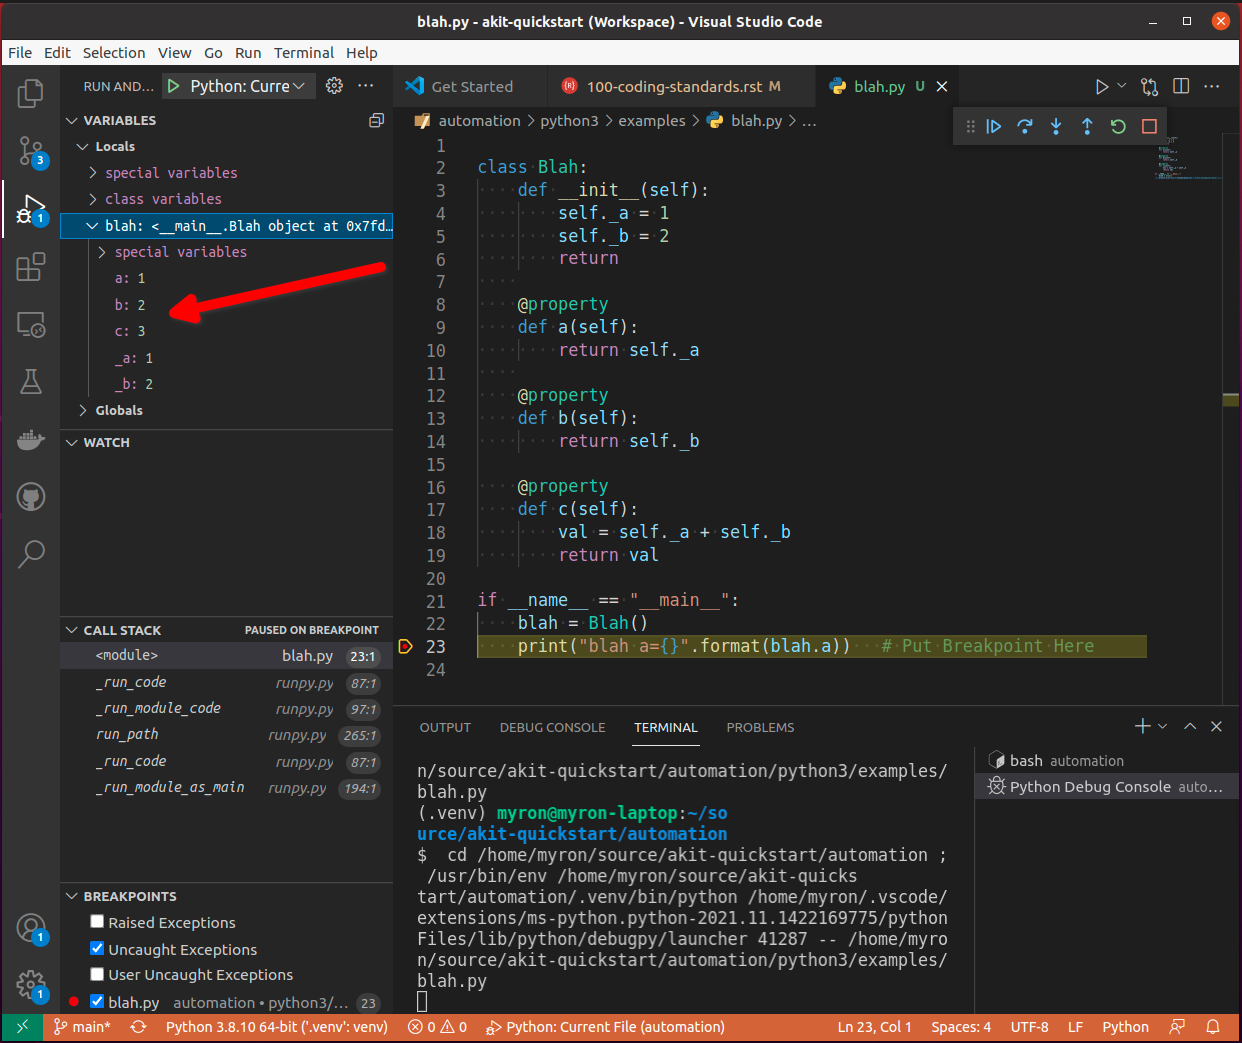 blah.py - akit-quickstart (Workspace) - Visual Studio Code
File Edit Selection View Go Run Terminal Help
RUN AND... Python: Curre ...
Get Started 100-coding-standards.rst M blah.py U
automation > python3 > examples > blah.py > ...
VARIABLES
Locals
special variables
class variables
blah: <__main__.Blah object at 0x7fd...
special variables
a: 1
b: 2
c: 3
_a: 1
_b: 2
Globals
WATCH
CALL STACK PAUSED ON BREAKPOINT
<module> blah.py 23:1
_run_code runpy.py 87:1
_run_module_code runpy.py 97:1
run_path runpy.py 265:1
_run_code runpy.py 87:1
_run_module_as_main runpy.py 194:1
BREAKPOINTS
Raised Exceptions
Uncaught Exceptions
User Uncaught Exceptions
blah.py automation • python3/... 23
3
1
1
1
1
2 class Blah:
3 def __init__(self):
4 self._a = 1
5 self._b = 2
6 return
7
8 @property
9 def a(self):
10 return self._a
11
12 @property
13 def b(self):
14 return self._b
15
16 @property
17 def c(self):
18 val = self._a + self._b
19 return val
20
21 if __name__ == "__main__":
22 blah = Blah()
23 print("blah a={}".format(blah.a)) # Put Breakpoint Here
24
OUTPUT DEBUG CONSOLE TERMINAL PROBLEMS
n/source/akit-quickstart/automation/python3/examples/
blah.py
(.venv) myron@myron-laptop:~/so
urce/akit-quickstart/automation
$ cd /home/myron/source/akit-quickstart/automation ;
/usr/bin/env /home/myron/source/akit-quicks
tart/automation/.venv/bin/python /home/myron/.vscode/
extensions/ms-python.python-2021.11.1422169775/python
Files/lib/python/debugpy/launcher 41287 -- /home/myro
n/source/akit-quickstart/automation/python3/examples/
blah.py
bash automation
Python Debug Console auto...
main* Python 3.8.10 64-bit ('.venv': venv) 0 0 Python: Current File (automation) Ln 23, Col 1 Spaces: 4 UTF-8 LF Python